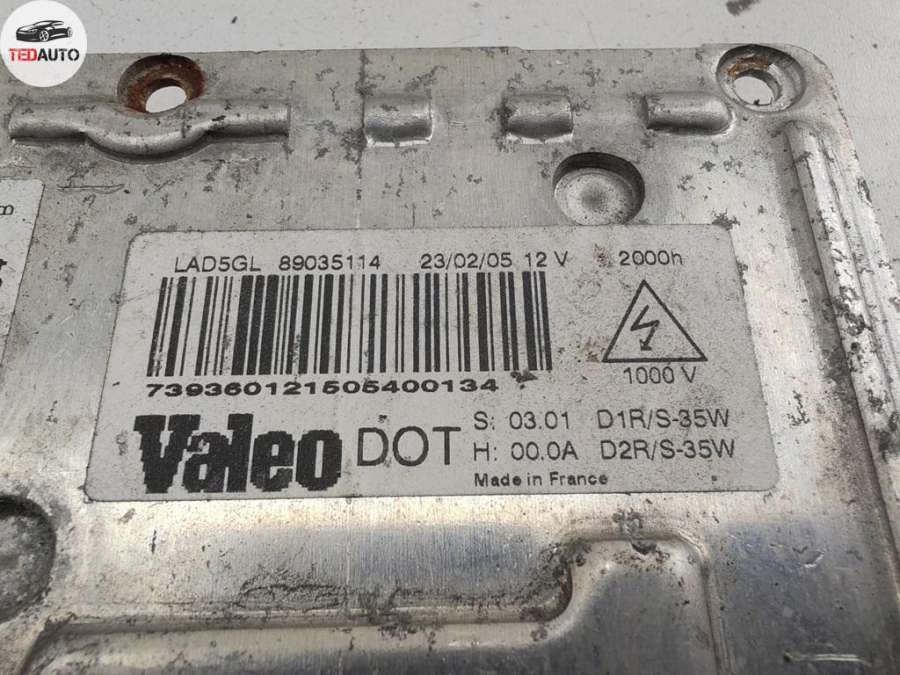 TEDAUTO
LAD5GL 89035114 23/02/05 12 V 2000h
739360121505400134
1000 V
Valeo DOT
S: 03.01 D1R/S-35W
H: 00.0A D2R/S-35W
Made in France